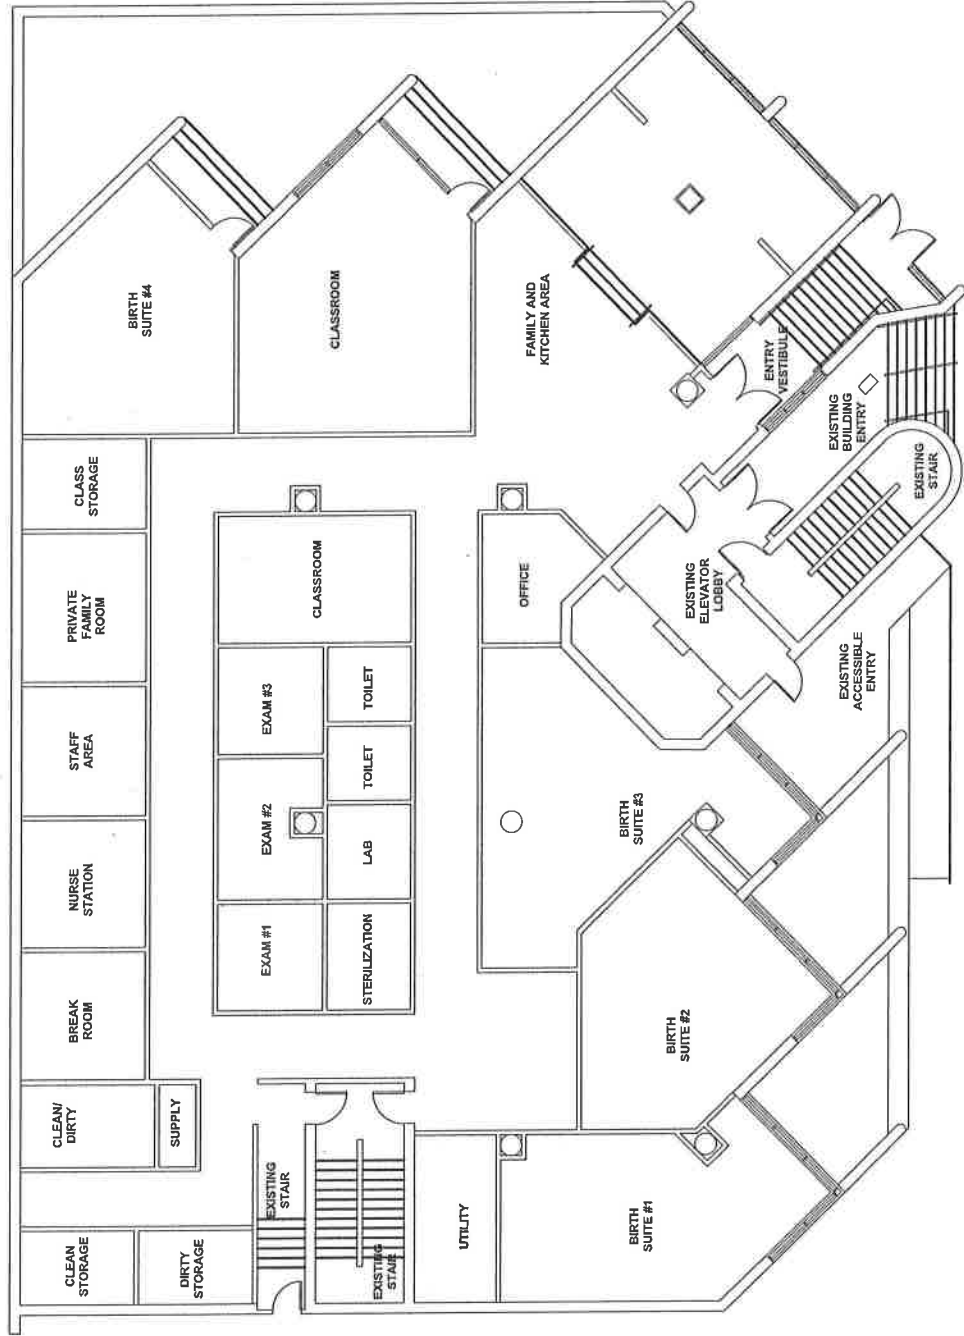 CLEAN
STORAGE
DIRTY
STORAGE
CLEAN/
DIRTY
SUPPLY
BREAK
ROOM
NURSE
STATION
STAFF
AREA
PRIVATE
FAMILY
ROOM
CLASS
STORAGE
BIRTH
SUITE #4
EXISTING
STAIR
EXISTING
STAIR
EXAM #1
EXAM #2
EXAM #3
CLASSROOM
CLASSROOM
STERILIZATION
LAB
TOILET
TOILET
UTILITY
OFFICE
FAMILY AND
KITCHEN AREA
BIRTH
SUITE #1
BIRTH
SUITE #2
BIRTH
SUITE #3
EXISTING
ELEVATOR
LOBBY
ENTRY
VESTIBULE
EXISTING
ACCESSIBLE
ENTRY
EXISTING
BUILDING
ENTRY
EXISTING
STAIR